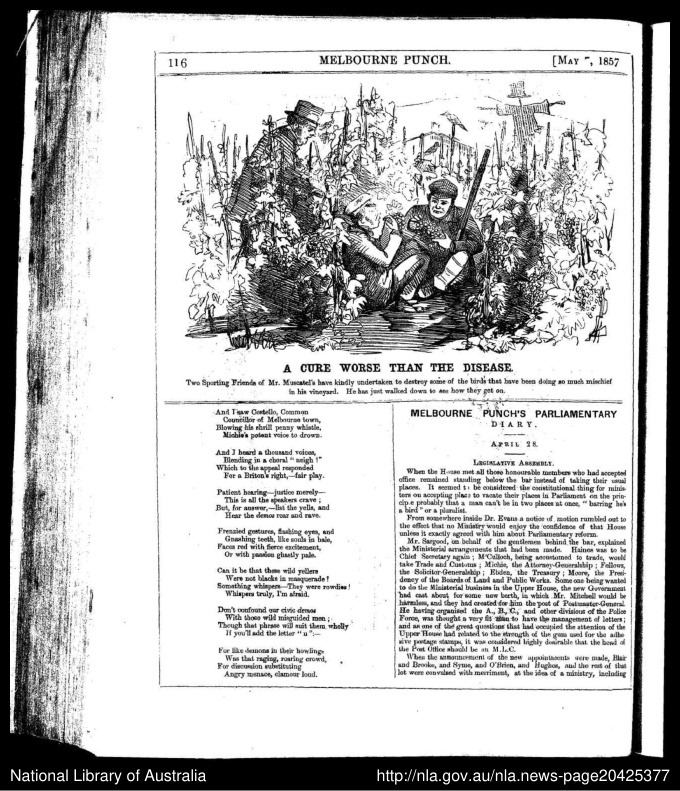 116
MELBOURNE PUNCH.
[MAY 7, 1857
A CURE WORSE THAN THE DISEASE.
Two Sporting Friends of Mr. Muscatel's have kindly undertaken to destroy some of the birds that have been doing so much mischief
in his vineyard. He has just walked down to see how they get on.
And I saw Costello, Common
Councillor of Melbourne town,
Blowing his shrill penny whistle,
Michie's potent voice to drown.
And I heard a thousand voices,
Blending in a choral "neigh!"
Which to the appeal responded
For a Briton's right,—fair play.
Patient hearing—justice merely—
This is all the speakers crave;
But, for answer,—list the yells, and
Hear the demos roar and rave.
Frenzied gestures, flashing eyes, and
Gnashing teeth, like souls in bale,
Faces red with fierce excitement,
Or with passion ghastly pale.
Can it be that these wild yellers
Were not blacks in masquerade?
Something whispers—They were rowdies!
Whispers truly, I'm afraid.
Don't confound our civic demos
With those wild misguided men;
Though that phrase will suit them wholly
If you'll add the letter "n":—
For like demons in their howlings
Was that raging, roaring crowd,
For discussion substituting
Angry menace, clamour loud.
MELBOURNE PUNCH'S PARLIAMENTARY
DIARY.
APRIL 28.
LEGISLATIVE ASSEMBLY.
When the House met all those honourable members who had accepted
office remained standing below the bar instead of taking their usual
places. It seemed to be considered the constitutional thing for minis-
ters on accepting place to vacate their places in Parliament on the prin-
ciple probably that a man can't be in two places at once, "barring he's
a bird" or a pluralist.
From somewhere inside Dr. Evans a notice of motion rumbled out to
the effect that no Ministry would enjoy the confidence of that House
unless it exactly agreed with him about Parliamentary reform.
Mr. Sargood, on behalf of the gentlemen behind the bar, explained
the Ministerial arrangements that had been made. Haines was to be
Chief Secretary again; M'Culloch, being accustomed to trade, would
take Trade and Customs; Michie, the Attorney-Generalship; Fellows,
the Solicitor-Generalship; Ebden, the Treasury; Moore, the Presi-
dency of the Boards of Land and Public Works. Some one being wanted
to do the Ministerial business in the Upper House, the new Government
had cast about for some new berth, in which Mr. Mitchell would be
harmless, and they had created for him the post of Postmaster-General.
He having organised the A., B., C., and other divisions of the Police
Force, was thought a very fit man to have the management of letters;
and as one of the great questions that had occupied the attention of the
Upper House had related to the strength of the gum used for the adhe-
sive postage stamps, it was considered highly desirable that the head of
the Post Office should be an M.L.C.
When the announcement of the new appointments were made, Blair
and Brooke, and Syme, and O'Brien, and Hughes, and the rest of that
lot were convulsed with merriment, at the idea of a ministry, including
National Library of Australia
http://nla.gov.au/nla.news-page20425377